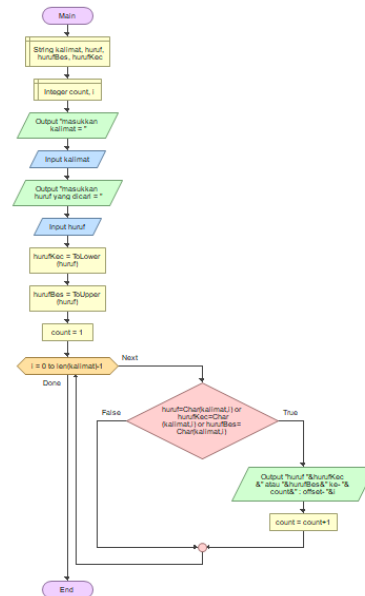 Main
String kalimat, huruf,
hurufBes, hurufKec
Integer count, i
Output "masukkan
kalimat = "
Input kalimat
Output "masukkan
huruf yang dicari = "
Input huruf
hurufKec = ToLower
(huruf)
hurufBes = ToUpper
(huruf)
count = 1
i = 0 to len(kalimat)-1
Next
Done
huruf=Char(kalimat,i) or
hurufKec=Char
(kalimat,i) or hurufBes=
Char(kalimat,i)
False
True
Output "huruf "&hurufKec
&" atau "&hurufBes&" ke- "&
count&" : offset- "&i
count = count+1
End